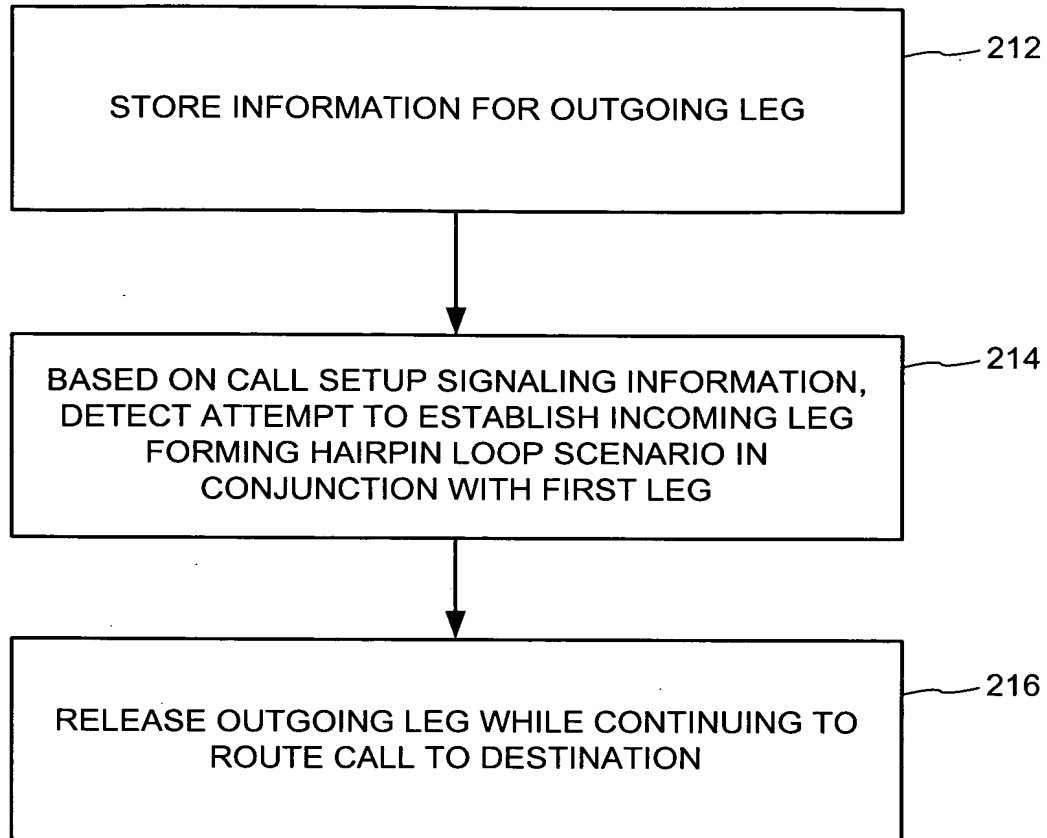 212
STORE INFORMATION FOR OUTGOING LEG
214
BASED ON CALL SETUP SIGNALING INFORMATION,
DETECT ATTEMPT TO ESTABLISH INCOMING LEG
FORMING HAIRPIN LOOP SCENARIO IN
CONJUNCTION WITH FIRST LEG
216
RELEASE OUTGOING LEG WHILE CONTINUING TO
ROUTE CALL TO DESTINATION